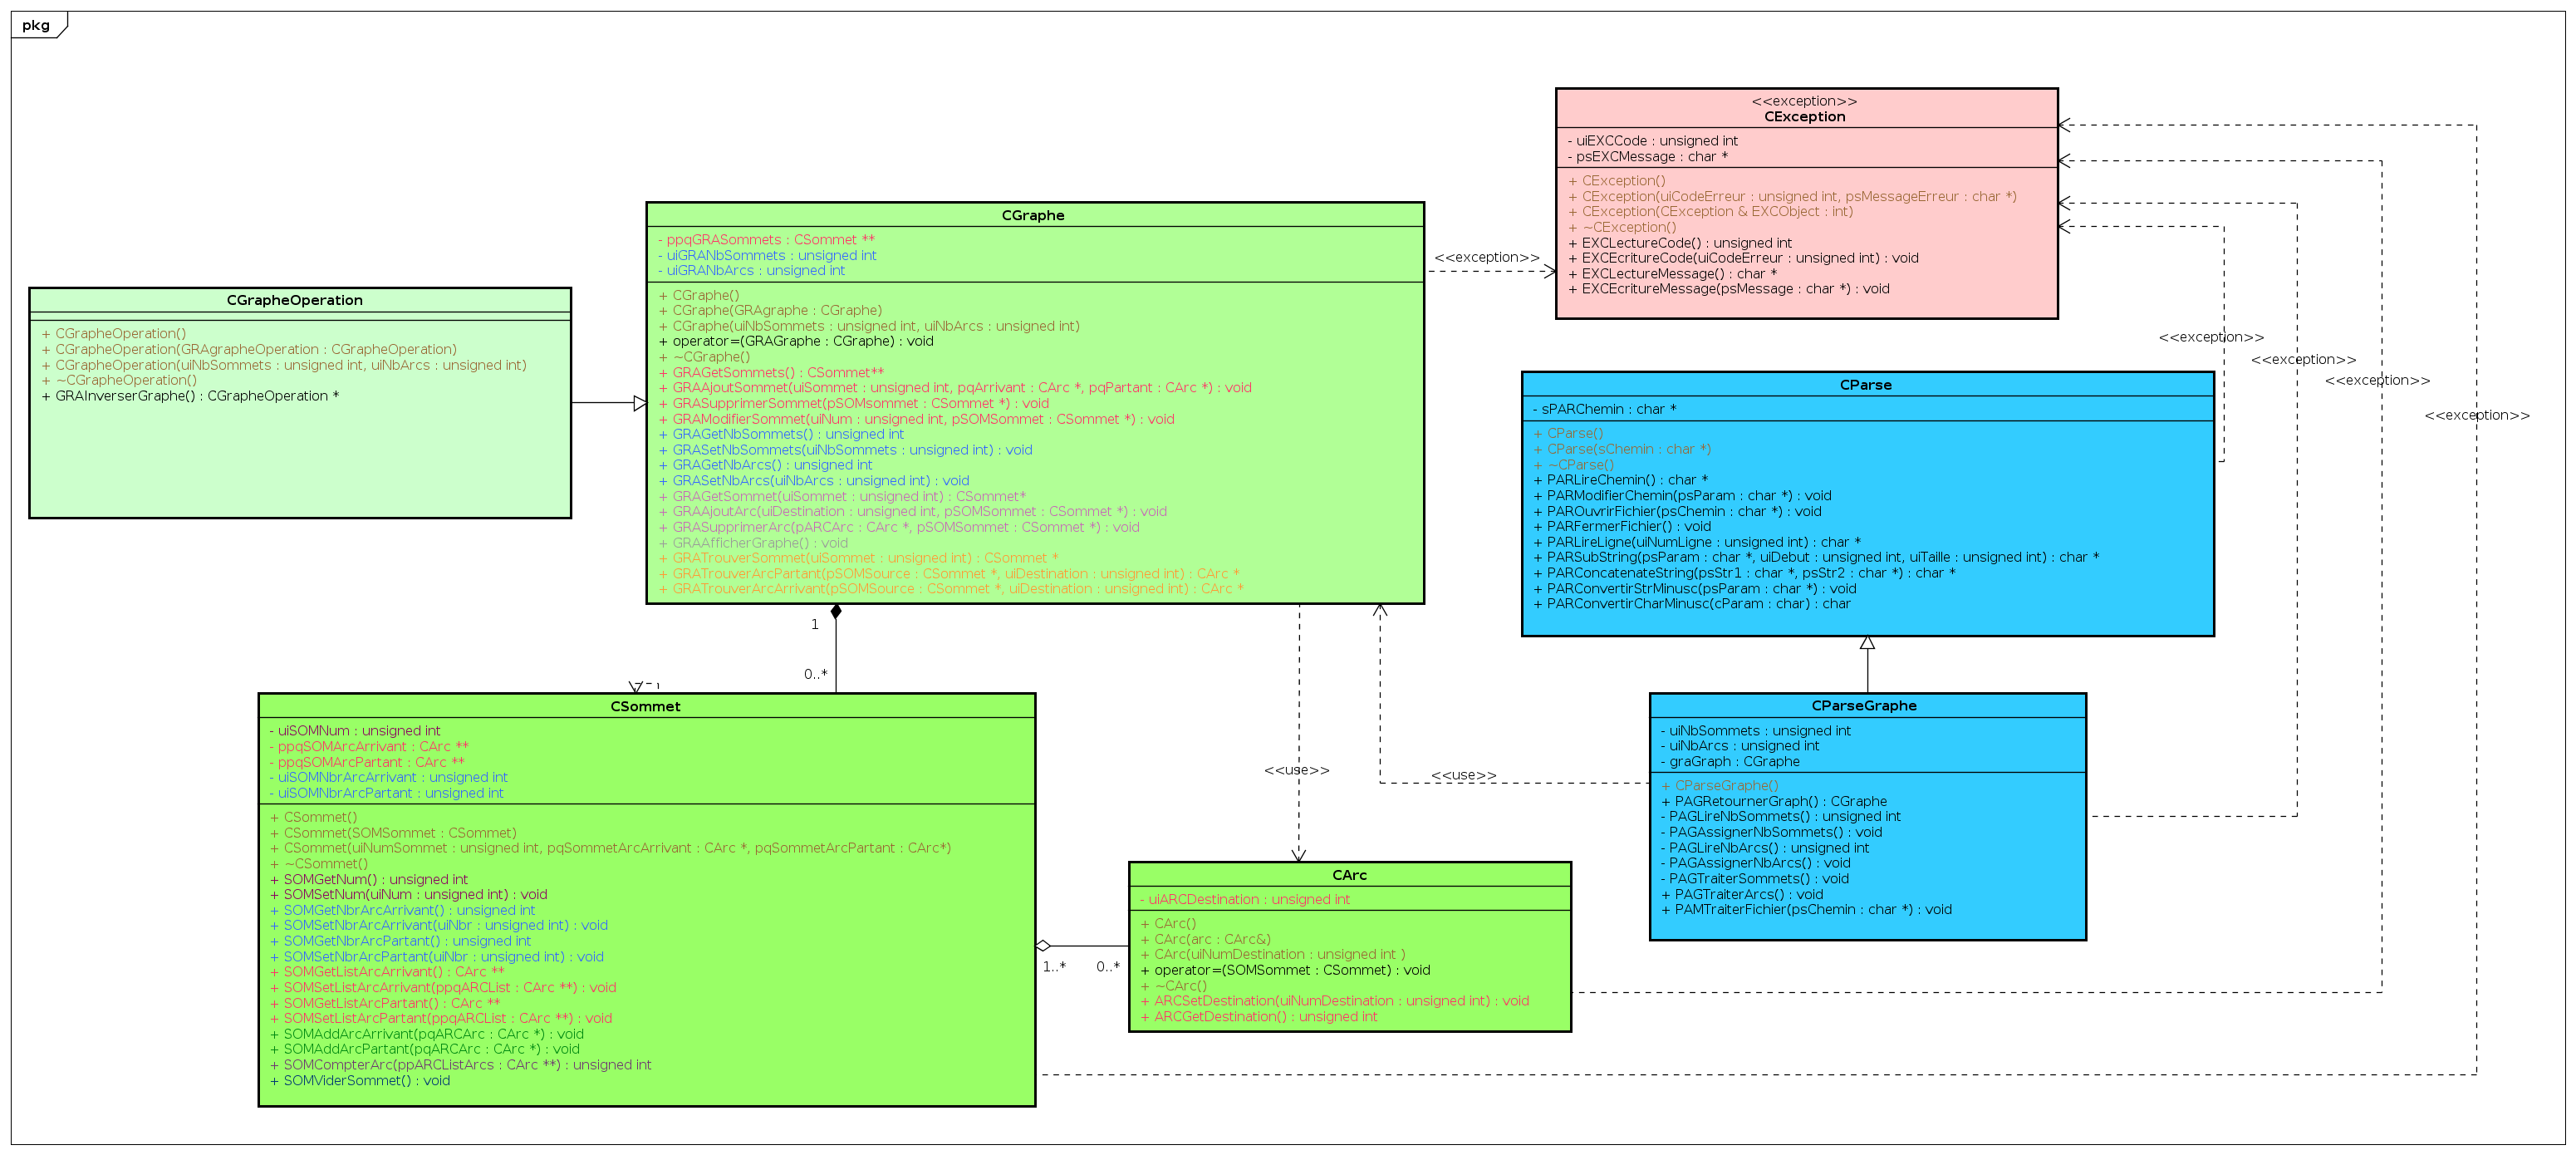 pkg
<<exception>>
CException
- uiEXCCode : unsigned int
- psEXCMessage : char *
+ CException()
+ CException(uiCodeErreur : unsigned int, psMessageErreur : char *)
+ CException(CException & EXCObject : int)
+ ~CException()
+ EXCLectureCode() : unsigned int
+ EXCEcritureCode(uiCodeErreur : unsigned int) : void
+ EXCLectureMessage() : char *
+ EXCEcritureMessage(psMessage : char *) : void
CGraphe
- ppqGRASommets : CSommet **
- uiGRANbSommets : unsigned int
- uiGRANbArcs : unsigned int
+ CGraphe()
+ CGraphe(GRAgraphe : CGraphe)
+ CGraphe(uiNbSommets : unsigned int, uiNbArcs : unsigned int)
+ operator=(GRAGraphe : CGraphe) : void
+ ~CGraphe()
+ GRAGetSommets() : CSommet**
+ GRAAjoutSommet(uiSommet : unsigned int, pqArrivant : CArc *, pqPartant : CArc *) : void
+ GRASupprimerSommet(pSOMsommet : CSommet *) : void
+ GRAModifierSommet(uiNum : unsigned int, pSOMSommet : CSommet *) : void
+ GRAGetNbSommets() : unsigned int
+ GRASetNbSommets(uiNbSommets : unsigned int) : void
+ GRAGetNbArcs() : unsigned int
+ GRASetNbArcs(uiNbArcs : unsigned int) : void
+ GRAGetSommet(uiSommet : unsigned int) : CSommet*
+ GRAAjoutArc(uiDestination : unsigned int, pSOMSommet : CSommet *) : void
+ GRASupprimerArc(pARCArc : CArc *, pSOMSommet : CSommet *) : void
+ GRAAfficherGraphe() : void
+ GRATrouverSommet(uiSommet : unsigned int) : CSommet *
+ GRATrouverArcPartant(pSOMSource : CSommet *, uiDestination : unsigned int) : CArc *
+ GRATrouverArcArrivant(pSOMSource : CSommet *, uiDestination : unsigned int) : CArc *
<<exception>>
CGrapheOperation
+ CGrapheOperation()
+ CGrapheOperation(GRAgrapheOperation : CGrapheOperation)
+ CGrapheOperation(uiNbSommets : unsigned int, uiNbArcs : unsigned int)
+ ~CGrapheOperation()
+ GRAInverserGraphe() : CGrapheOperation *
<<exception>>
<<exception>>
<<exception>>
<<exception>>
CParse
- sPARChemin : char *
+ CParse()
+ CParse(sChemin : char *)
+ ~CParse()
+ PARLireChemin() : char *
+ PARModifierChemin(psParam : char *) : void
+ PAROuvrirFichier(psChemin : char *) : void
+ PARFermerFichier() : void
+ PARLireLigne(uiNumLigne : unsigned int) : char *
+ PARSubString(psParam : char *, uiDebut : unsigned int, uiTaille : unsigned int) : char *
+ PARConcatenateString(psStr1 : char *, psStr2 : char *) : char *
+ PARConvertirStrMinusc(psParam : char *) : void
+ PARConvertirCharMinusc(cParam : char) : char
1
0..*
CSommet
- uiSOMNum : unsigned int
- ppqSOMArcArrivant : CArc **
- ppqSOMArcPartant : CArc **
- uiSOMNbrArcArrivant : unsigned int
- uiSOMNbrArcPartant : unsigned int
+ CSommet()
+ CSommet(SOMSommet : CSommet)
+ CSommet(uiNumSommet : unsigned int, pqSommetArcArrivant : CArc *, pqSommetArcPartant : CArc*)
+ ~CSommet()
+ SOMGetNum() : unsigned int
+ SOMSetNum(uiNum : unsigned int) : void
+ SOMGetNbrArcArrivant() : unsigned int
+ SOMSetNbrArcArrivant(uiNbr : unsigned int) : void
+ SOMGetNbrArcPartant() : unsigned int
+ SOMSetNbrArcPartant(uiNbr : unsigned int) : void
+ SOMGetListArcArrivant() : CArc **
+ SOMSetListArcArrivant(ppqARCList : CArc **) : void
+ SOMGetListArcPartant() : CArc **
+ SOMSetListArcPartant(ppqARCList : CArc **) : void
+ SOMAddArcArrivant(pqARCArc : CArc *) : void
+ SOMAddArcPartant(pqARCArc : CArc *) : void
+ SOMCompterArc(ppARCListArcs : CArc **) : unsigned int
+ SOMViderSommet() : void
<<use>>
<<use>>
1..*
0..*
CArc
- uiARCDestination : unsigned int
+ CArc()
+ CArc(arc : CArc&)
+ CArc(uiNumDestination : unsigned int )
+ operator=(SOMSommet : CSommet) : void
+ ~CArc()
+ ARCSetDestination(uiNumDestination : unsigned int) : void
+ ARCGetDestination() : unsigned int
CParseGraphe
- uiNbSommets : unsigned int
- uiNbArcs : unsigned int
- graGraph : CGraphe
+ CParseGraphe()
+ PAGRetournerGraph() : CGraphe
- PAGLireNbSommets() : unsigned int
- PAGAssignerNbSommets() : void
- PAGLireNbArcs() : unsigned int
- PAGAssignerNbArcs() : void
- PAGTraiterSommets() : void
+ PAGTraiterArcs() : void
+ PAMTraiterFichier(psChemin : char *) : void